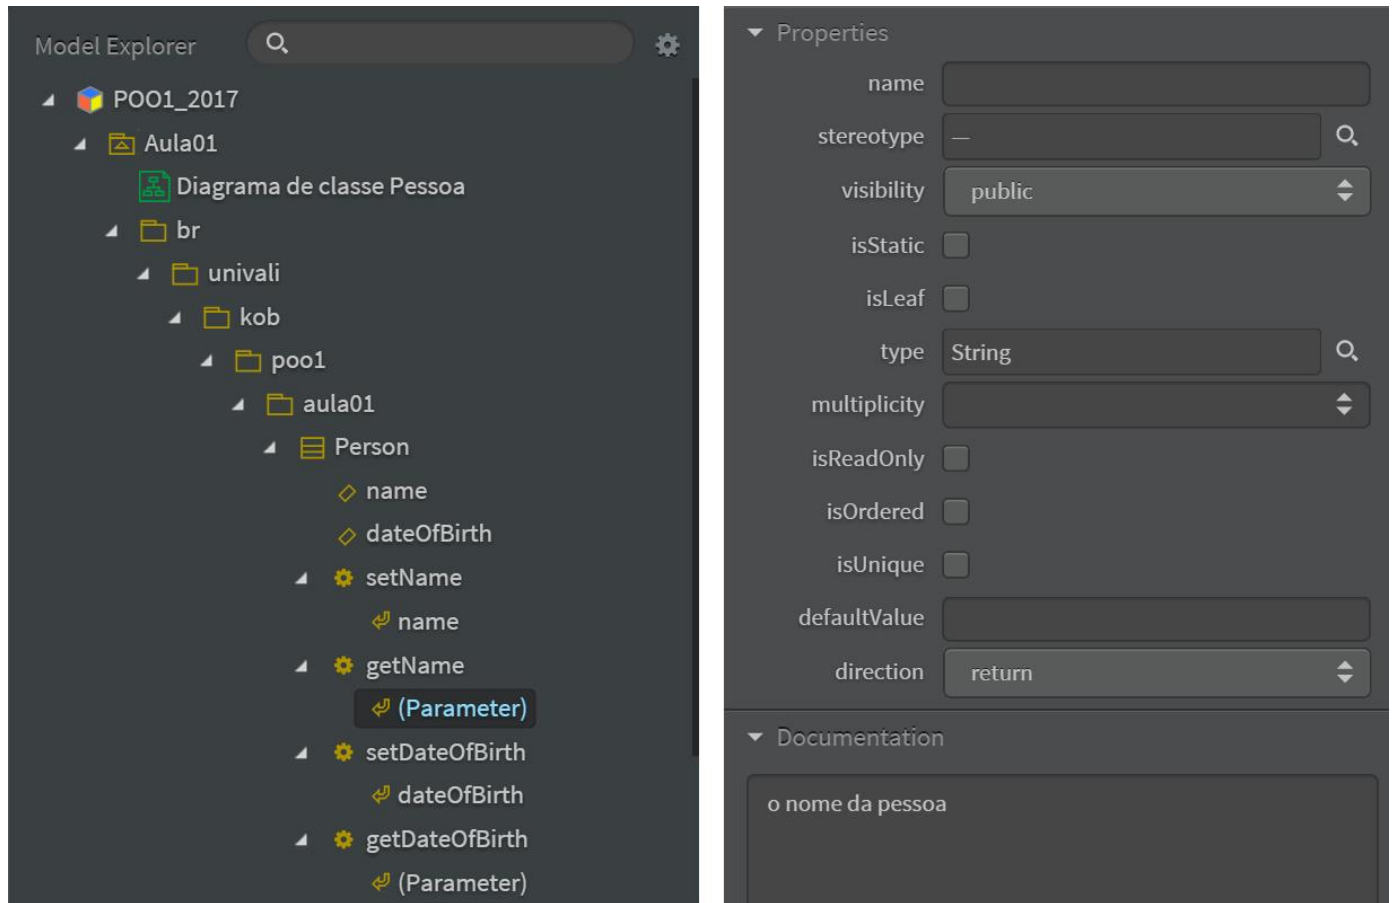 Model Explorer
POO1_2017
Aula01
Diagrama de classe Pessoa
br
univali
kob
poo1
aula01
Person
name
dateOfBirth
setName
name
getName
(Parameter)
setDateOfBirth
dateOfBirth
getDateOfBirth
(Parameter)
Properties
name
stereotype —
visibility public
isStatic
isLeaf
type String
multiplicity
isReadOnly
isOrdered
isUnique
defaultValue
direction return
Documentation
o nome da pessoa